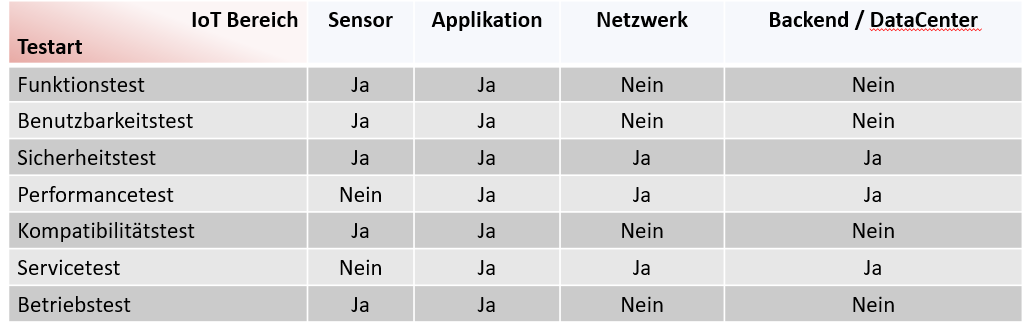 IoT Bereich Sensor Applikation Netzwerk Backend / DataCenter
Testart
Funktionstest Ja Ja Nein Nein
Benutzbarkeitstest Ja Ja Nein Nein
Sicherheitstest Ja Ja Ja Ja
Performancetest Nein Ja Ja Ja
Kompatibilitätstest Ja Ja Nein Nein
Servicetest Nein Ja Ja Ja
Betriebstest Ja Ja Nein Nein